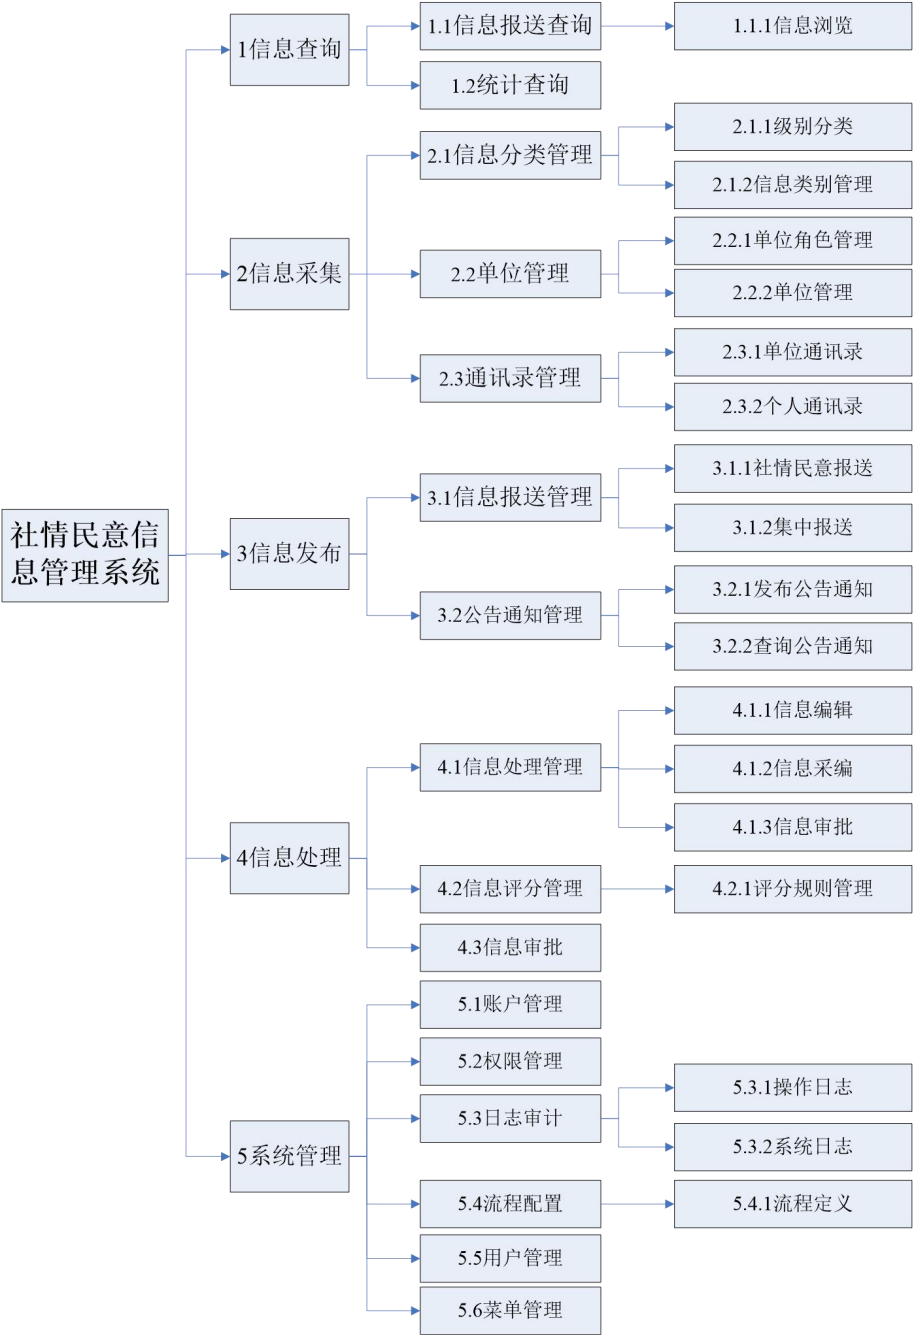 社情民意信
息管理系统
1信息查询
1.1信息报送查询
1.1.1信息浏览
1.2统计查询
2信息采集
2.1信息分类管理
2.1.1级别分类
2.1.2信息类别管理
2.2单位管理
2.2.1单位角色管理
2.2.2单位管理
2.3通讯录管理
2.3.1单位通讯录
2.3.2个人通讯录
3信息发布
3.1信息报送管理
3.1.1社情民意报送
3.1.2集中报送
3.2公告通知管理
3.2.1发布公告通知
3.2.2查询公告通知
4信息处理
4.1信息处理管理
4.1.1信息编辑
4.1.2信息采编
4.1.3信息审批
4.2信息评分管理
4.2.1评分规则管理
4.3信息审批
5系统管理
5.1账户管理
5.2权限管理
5.3日志审计
5.3.1操作日志
5.3.2系统日志
5.4流程配置
5.4.1流程定义
5.5用户管理
5.6菜单管理